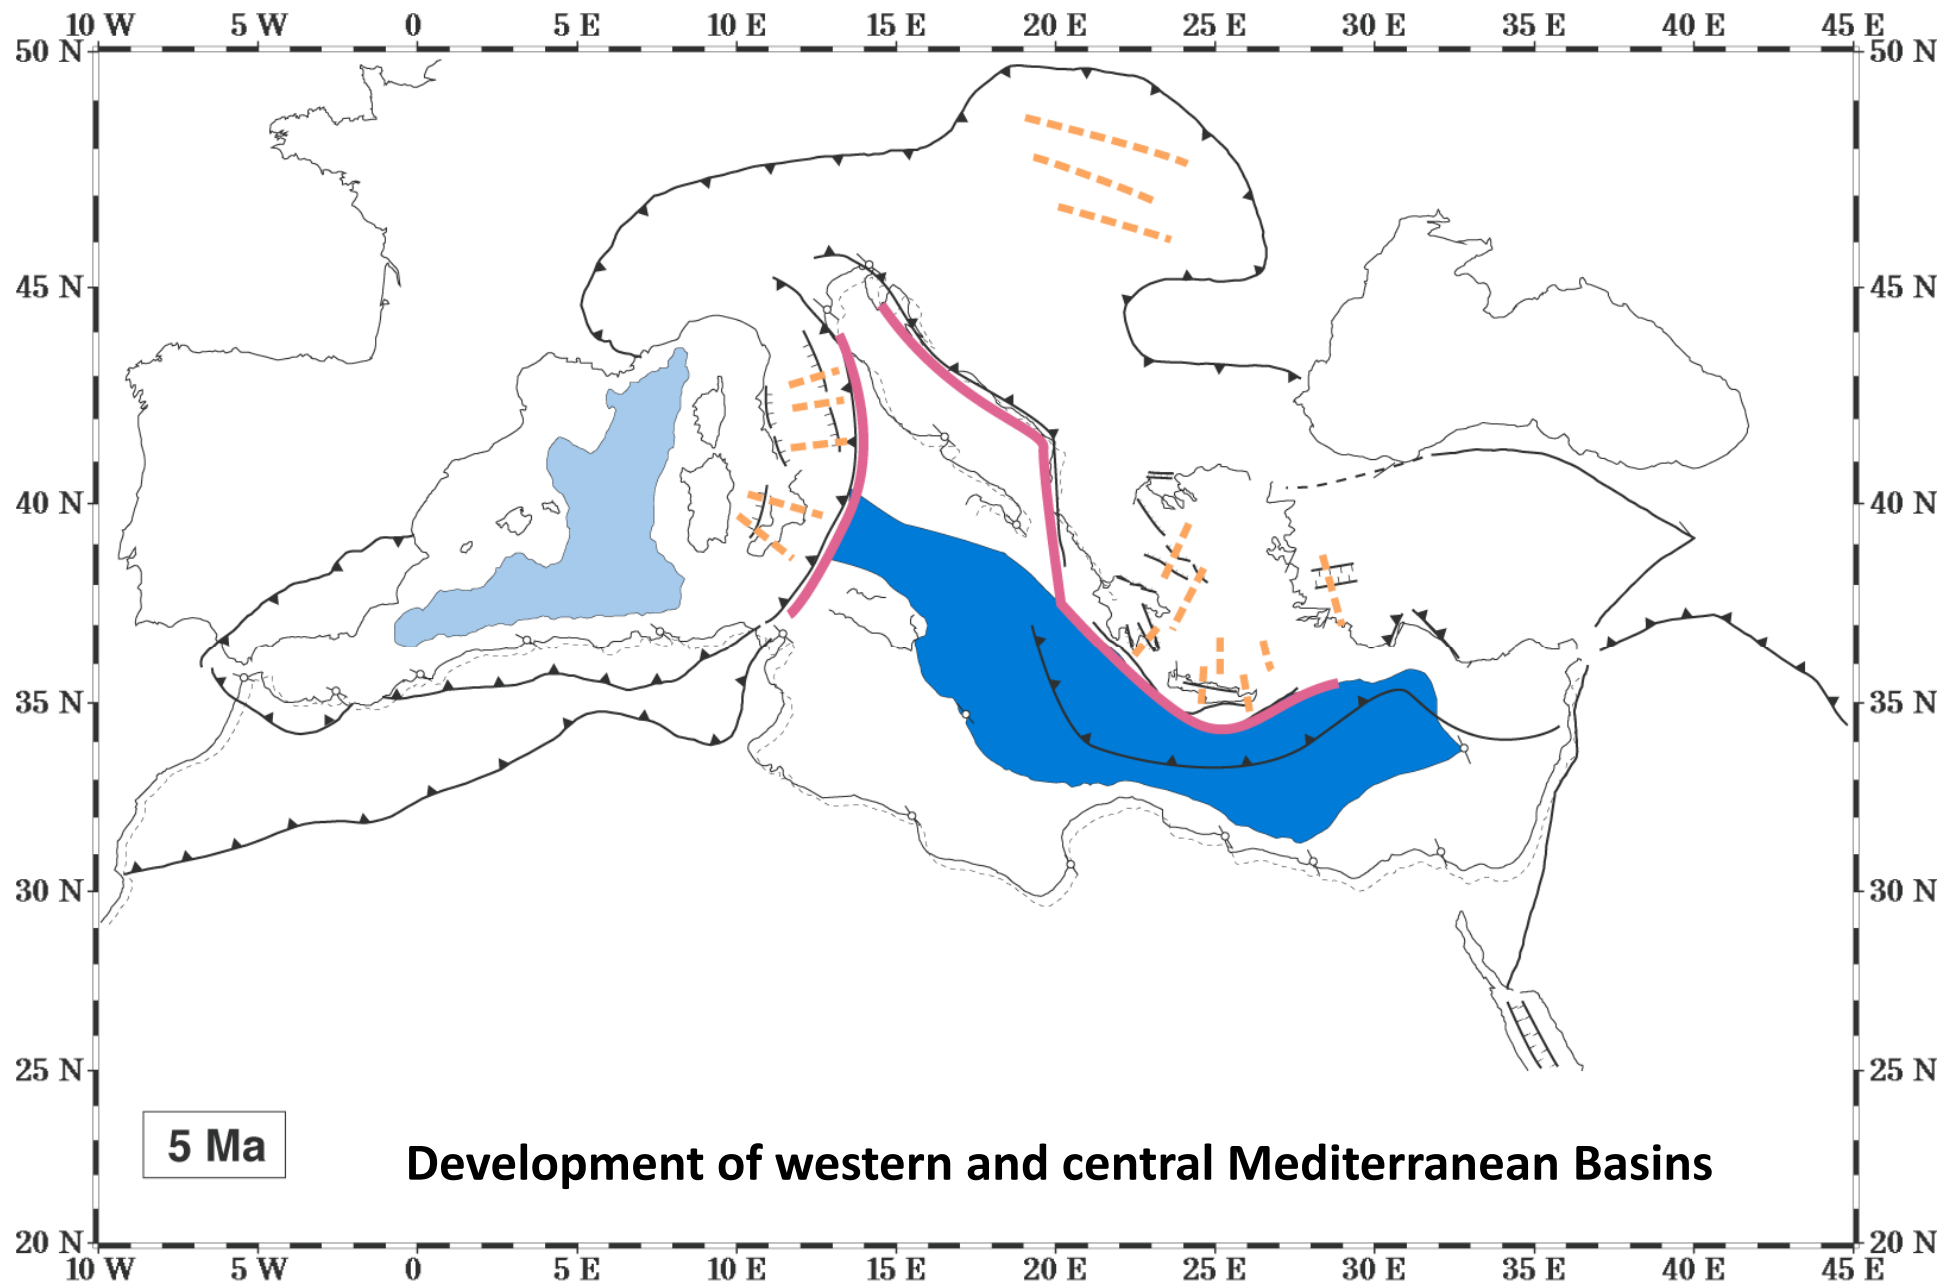 10 W 5 W 0 5 E 10 E 15 E 20 E 25 E 30 E 35 E 40 E 45 E
50 N 50 N
45 N 45 N
40 N 40 N
35 N 35 N
30 N 30 N
25 N 25 N
5 Ma
Development of western and central Mediterranean Basins
20 N 20 N
10 W 5 W 0 5 E 10 E 15 E 20 E 25 E 30 E 35 E 40 E 45 E